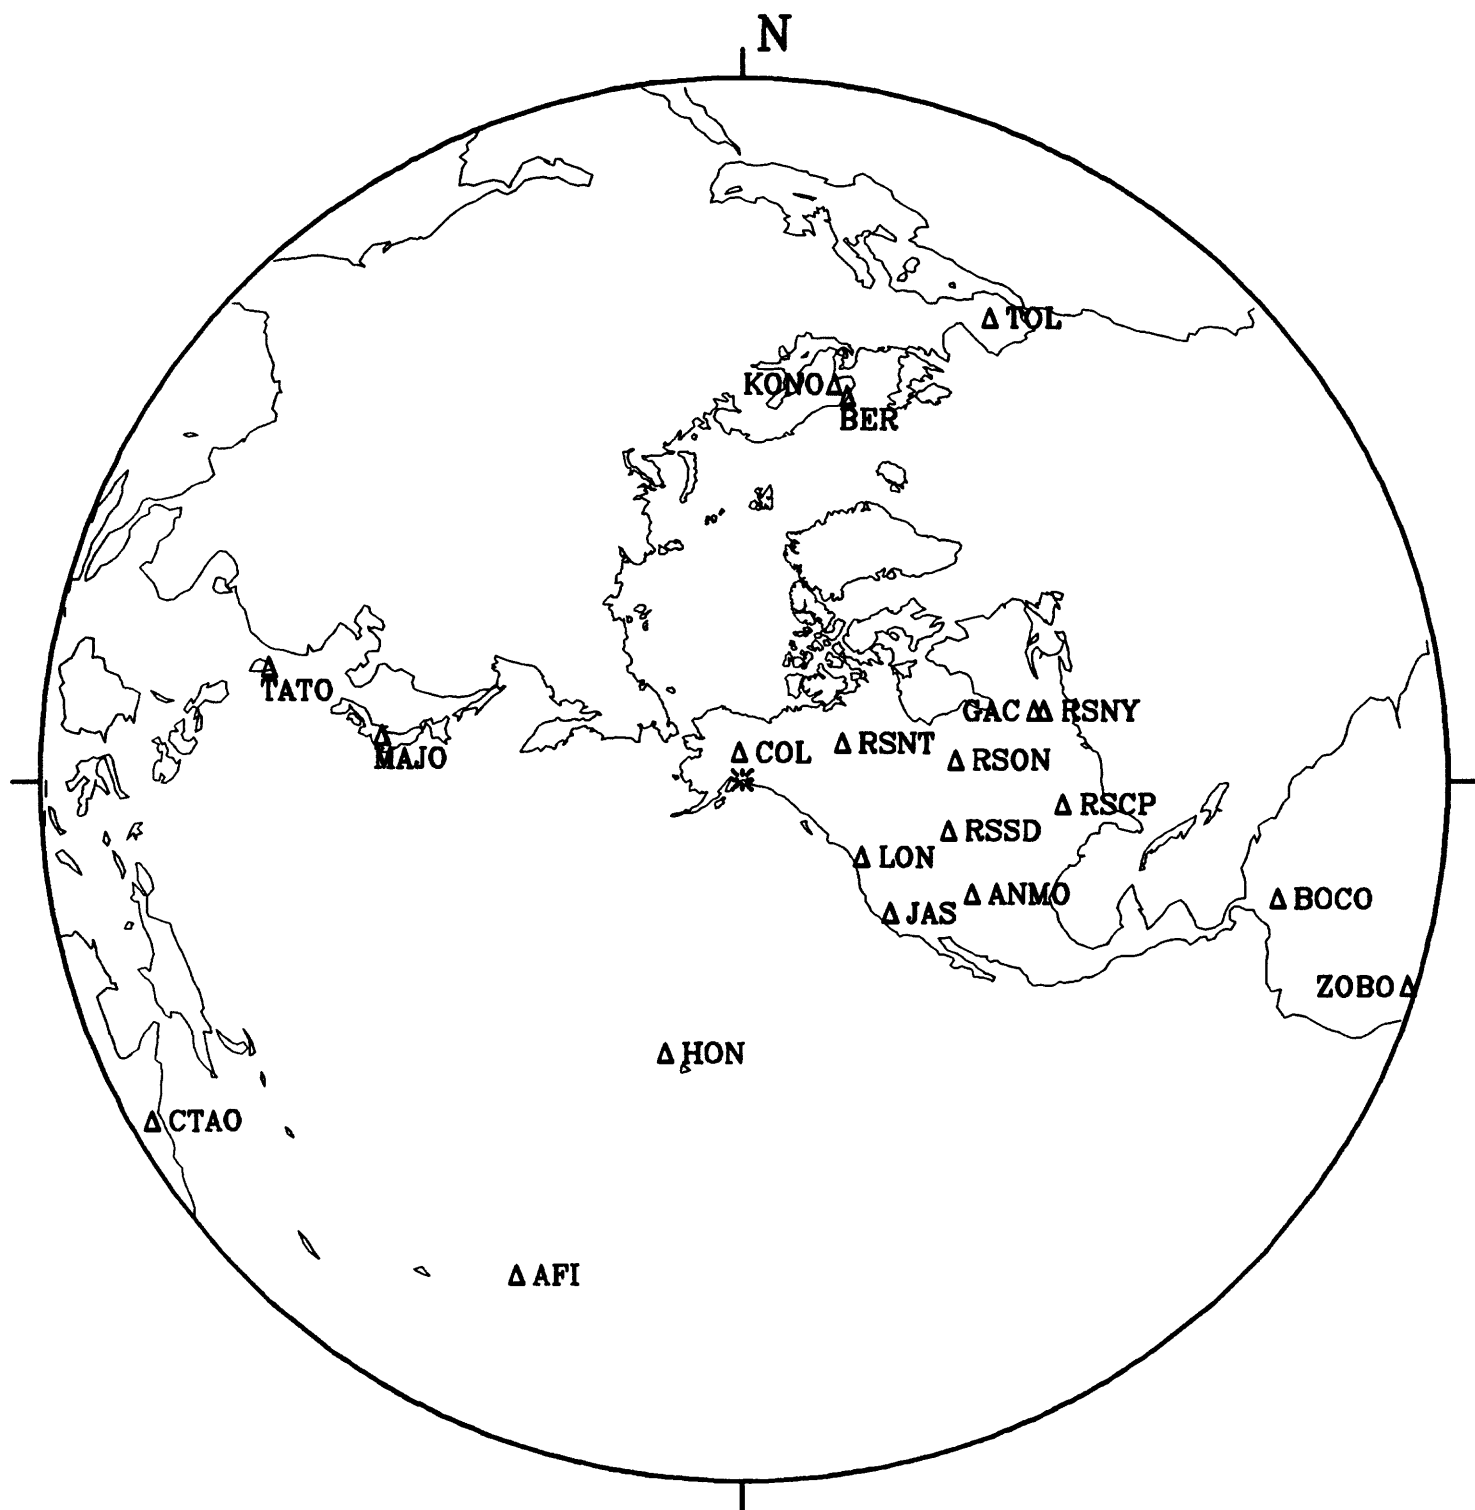 N
TOL
KONO
BER
TATO
MAJO
GAC
RSNY
COL
RSNT
RSON
RSCP
RSSD
LON
ANMO
JAS
BOCO
ZOBO
HON
CTAO
AFI